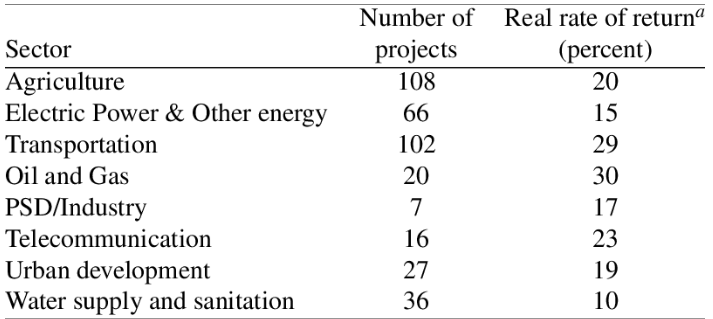 Number of Real rate of returnᵃ
Sector projects (percent)
Agriculture 108 20
Electric Power & Other energy 66 15
Transportation 102 29
Oil and Gas 20 30
PSD/Industry 7 17
Telecommunication 16 23
Urban development 27 19
Water supply and sanitation 36 10